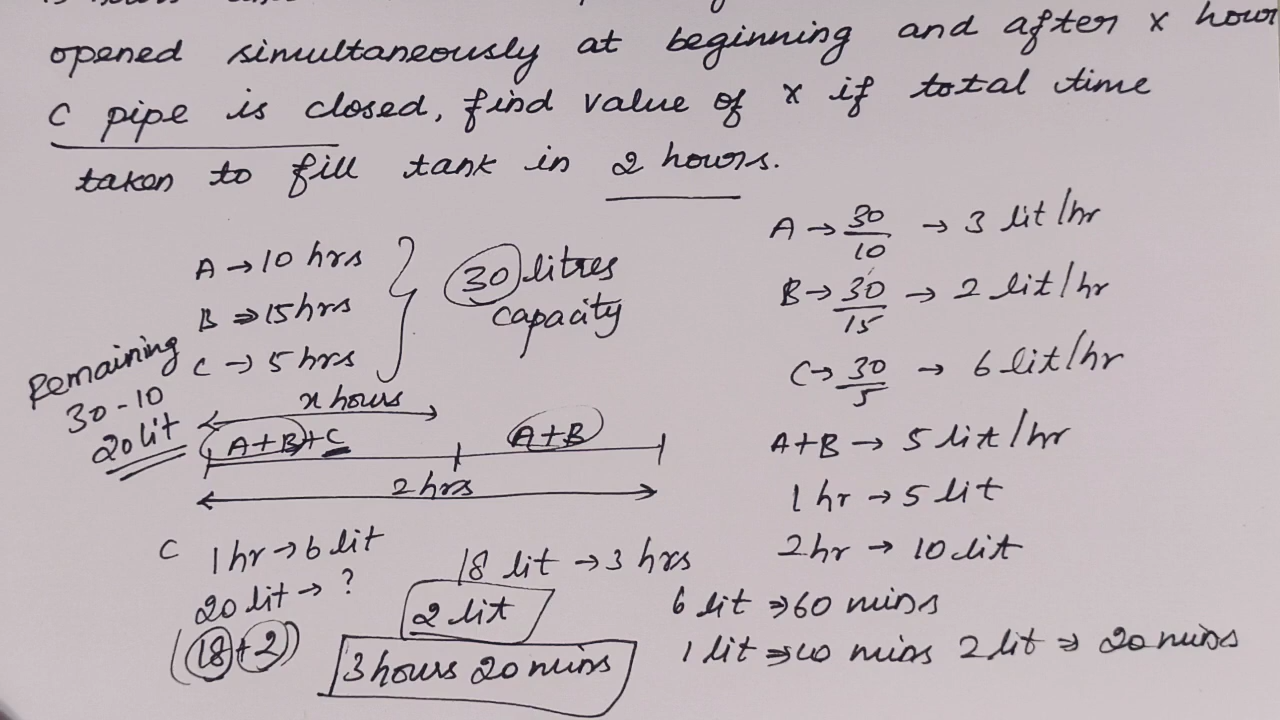 opened simultaneously at beginning and after x hour
C pipe is closed, find value of x if total time
taken to fill tank in 2 hours.
A → 10 hrs
B ⇒ 15 hrs
C → 5 hrs
30 litres
capacity
A → 30/10 → 3 lit/hr
B → 30/15 → 2 lit/hr
C → 30/5 → 6 lit/hr
Remaining
30-10
20 lit
x hours
A+B+C
A+B
2 hrs
A+B → 5 lit/hr
1 hr → 5 lit
2 hr → 10 lit
C 1 hr → 6 lit
20 lit → ?
(18+2)
18 lit → 3 hrs
2 lit
3 hours 20 mins
6 lit ⇒ 60 mins
1 lit ⇒ 10 mins 2 lit ⇒ 20 mins